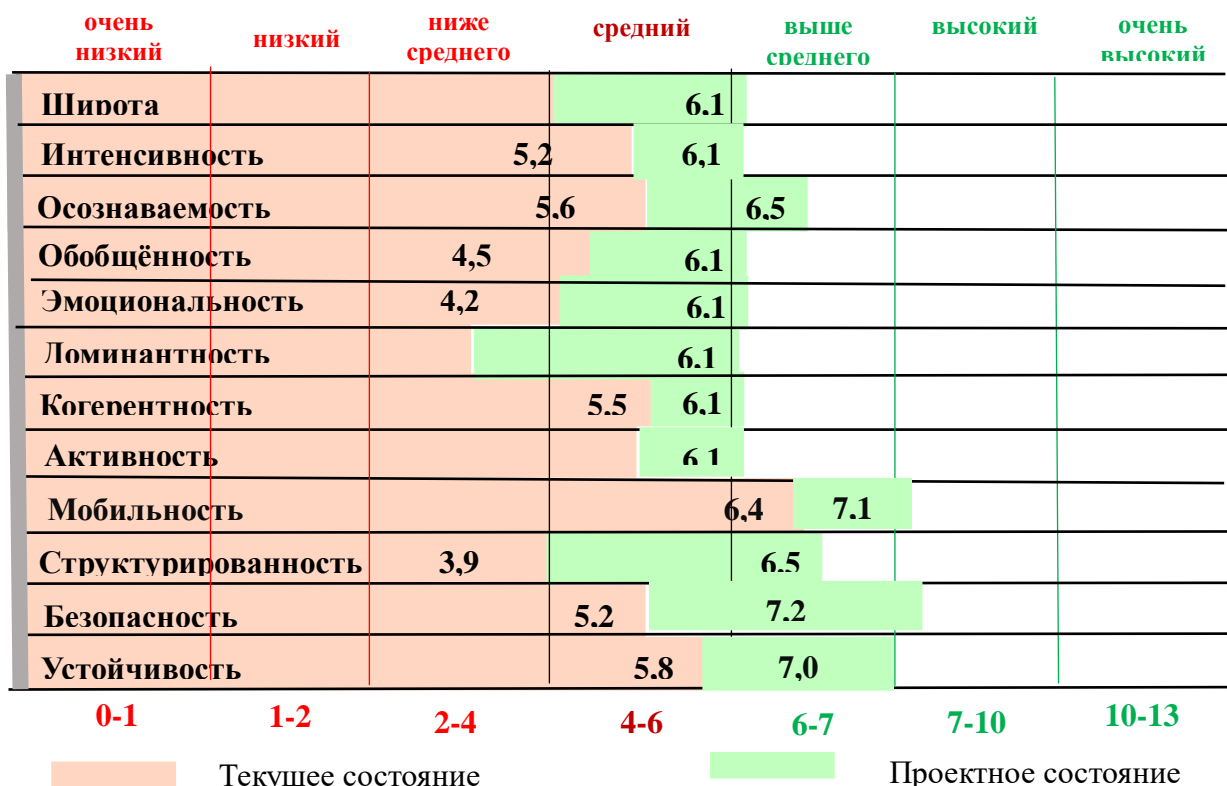 очень низкий
низкий
ниже среднего
средний
выше среднего
высокий
очень высокий
Широта 6,1
Интенсивность 5,2 6,1
Осознаваемость 5,6 6,5
Обобщённость 4,5 6,1
Эмоциональность 4,2 6,1
Доминантность 6,1
Когерентность 5,5 6,1
Активность 6,1
Мобильность 6,4 7,1
Структурированность 3,9 6,5
Безопасность 5,2 7,2
Устойчивость 5,8 7,0
0-1 1-2 2-4 4-6 6-7 7-10 10-13
Текущее состояние
Проектное состояние